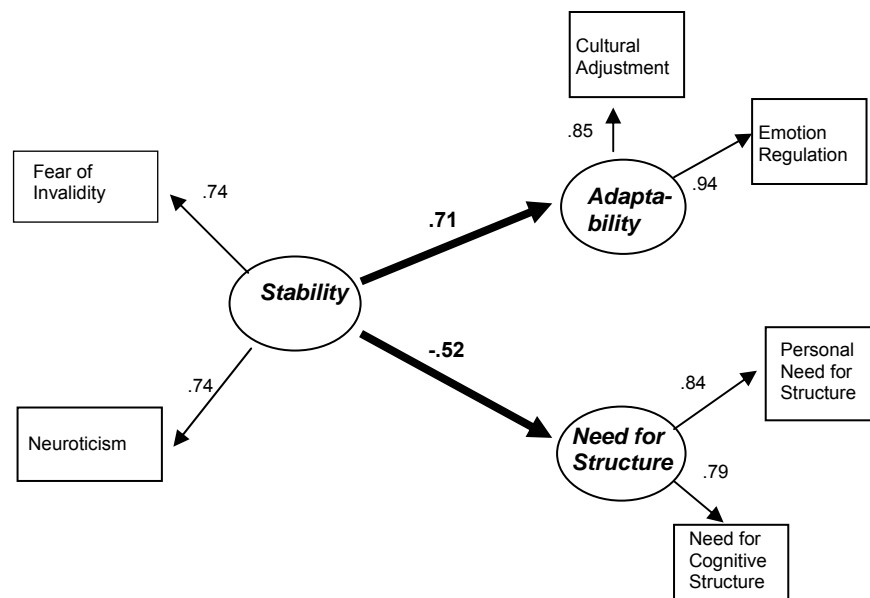 Cultural
Adjustment
.85
Emotion
Regulation
.94
Adapta-
bility
Fear of
Invalidity
.74
.71
Stability
-.52
.74
Neuroticism
Personal
Need for
Structure
.84
Need for
Structure
.79
Need for
Cognitive
Structure